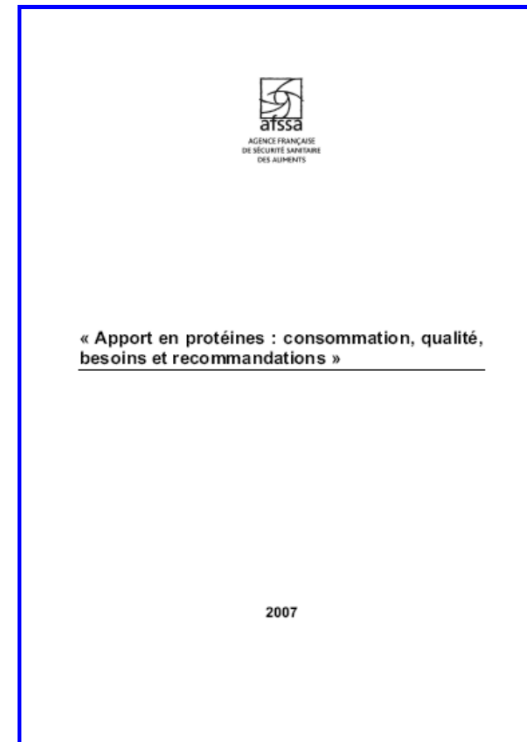 afssa
AGENCE FRANÇAISE
DE SÉCURITÉ SANITAIRE
DES ALIMENTS
« Apport en protéines : consommation, qualité,
besoins et recommandations »
2007